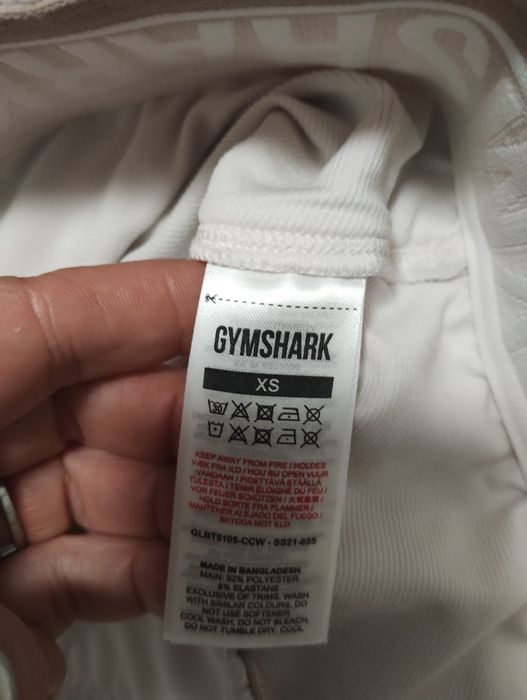 GYMSHARK
XS
30
KEEP AWAY FROM FIRE / HOLDES
VÆK FRA ILD / HOU BIJ OPEN VUUR
VANDAAN / PIDETTÄVÄ ETÄÄLLÄ
TULESTA / TENIR ÉLOIGNÉ DU FEU /
VOR FEUER SCHÜTZEN / 火気厳禁 /
HOLD BORTE FRA FLAMMER /
MANTENER ALEJADO DEL FUEGO /
SKYDDA MOT ELD
GLBT5105-CCW - SS21-655
MADE IN BANGLADESH
MAIN: 92% POLYESTER
8% ELASTANE
EXCLUSIVE OF TRIMS, WASH
WITH SIMILAR COLOURS, DO
NOT USE SOFTENER
COOL WASH, DO NOT BLEACH,
DO NOT TUMBLE DRY, COOL